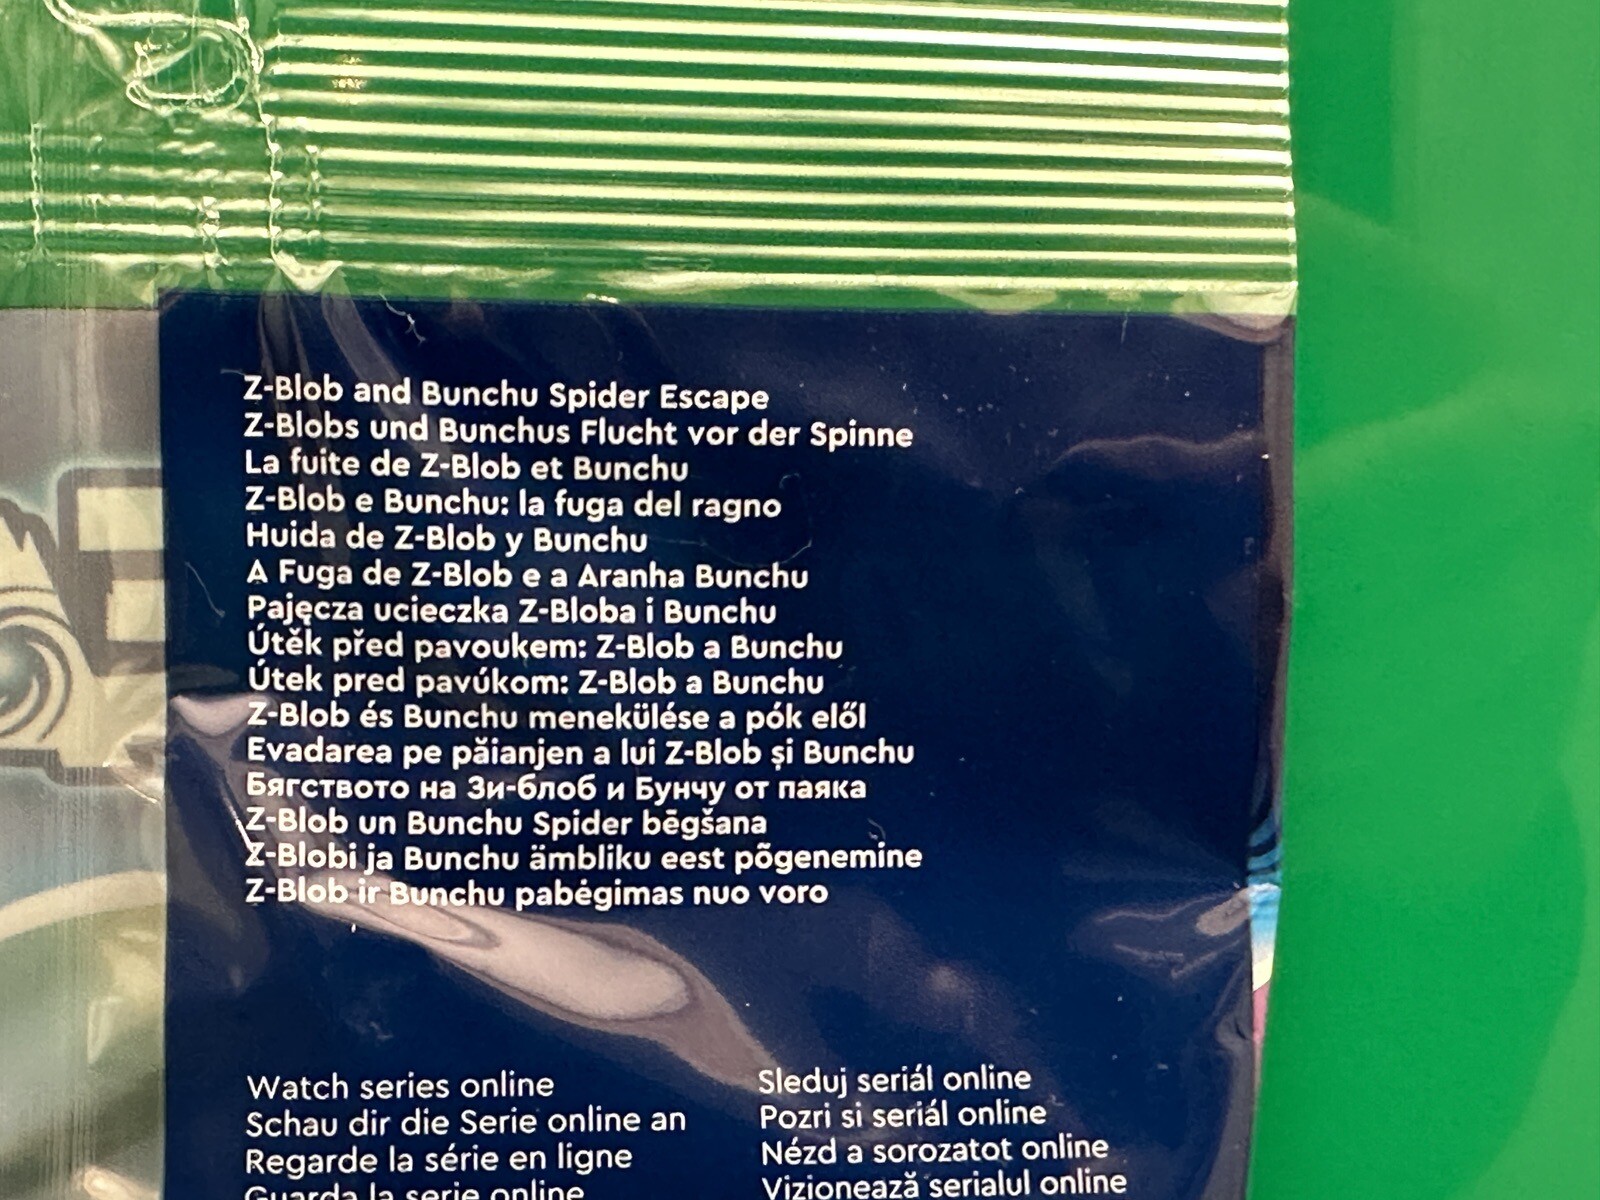 Z-Blob and Bunchu Spider Escape
Z-Blobs und Bunchus Flucht vor der Spinne
La fuite de Z-Blob et Bunchu
Z-Blob e Bunchu: la fuga del ragno
Huida de Z-Blob y Bunchu
A Fuga de Z-Blob e a Aranha Bunchu
Pajęcza ucieczka Z-Bloba i Bunchu
Útěk před pavoukem: Z-Blob a Bunchu
Útek pred pavúkom: Z-Blob a Bunchu
Z-Blob és Bunchu menekülése a pók elől
Evadarea pe păianjen a lui Z-Blob și Bunchu
Бягството на Зи-блоб и Бунчу от паяка
Z-Blob un Bunchu Spider bēgšana
Z-Blobi ja Bunchu ämbliku eest põgenemine
Z-Blob ir Bunchu pabėgimas nuo voro
Watch series online
Schau dir die Serie online an
Regarde la série en ligne
Guarda la serie online
Sleduj seriál online
Pozri si seriál online
Nézd a sorozatot online
Vizionează serialul online